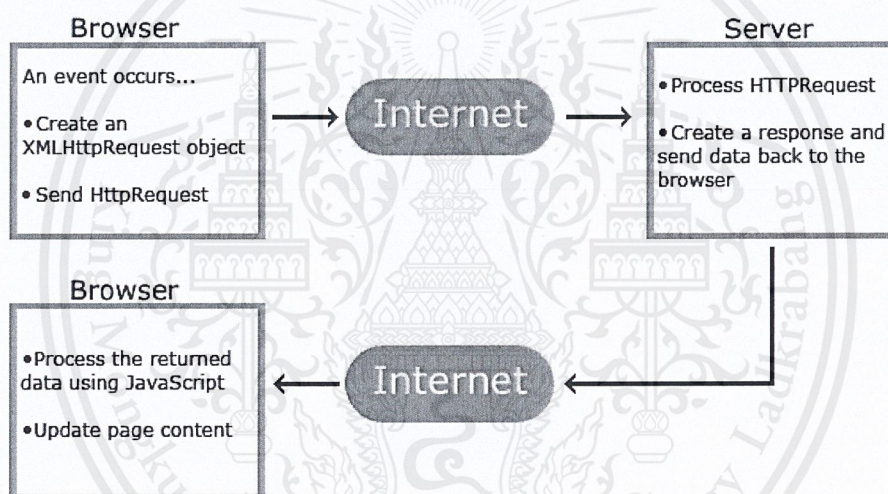 Browser
An event occurs...
• Create an
XMLHttpRequest object
• Send HttpRequest
Internet
Server
• Process HTTPRequest
• Create a response and
send data back to the
browser
Browser
• Process the returned
data using JavaScript
• Update page content
Internet
Ladkrabang